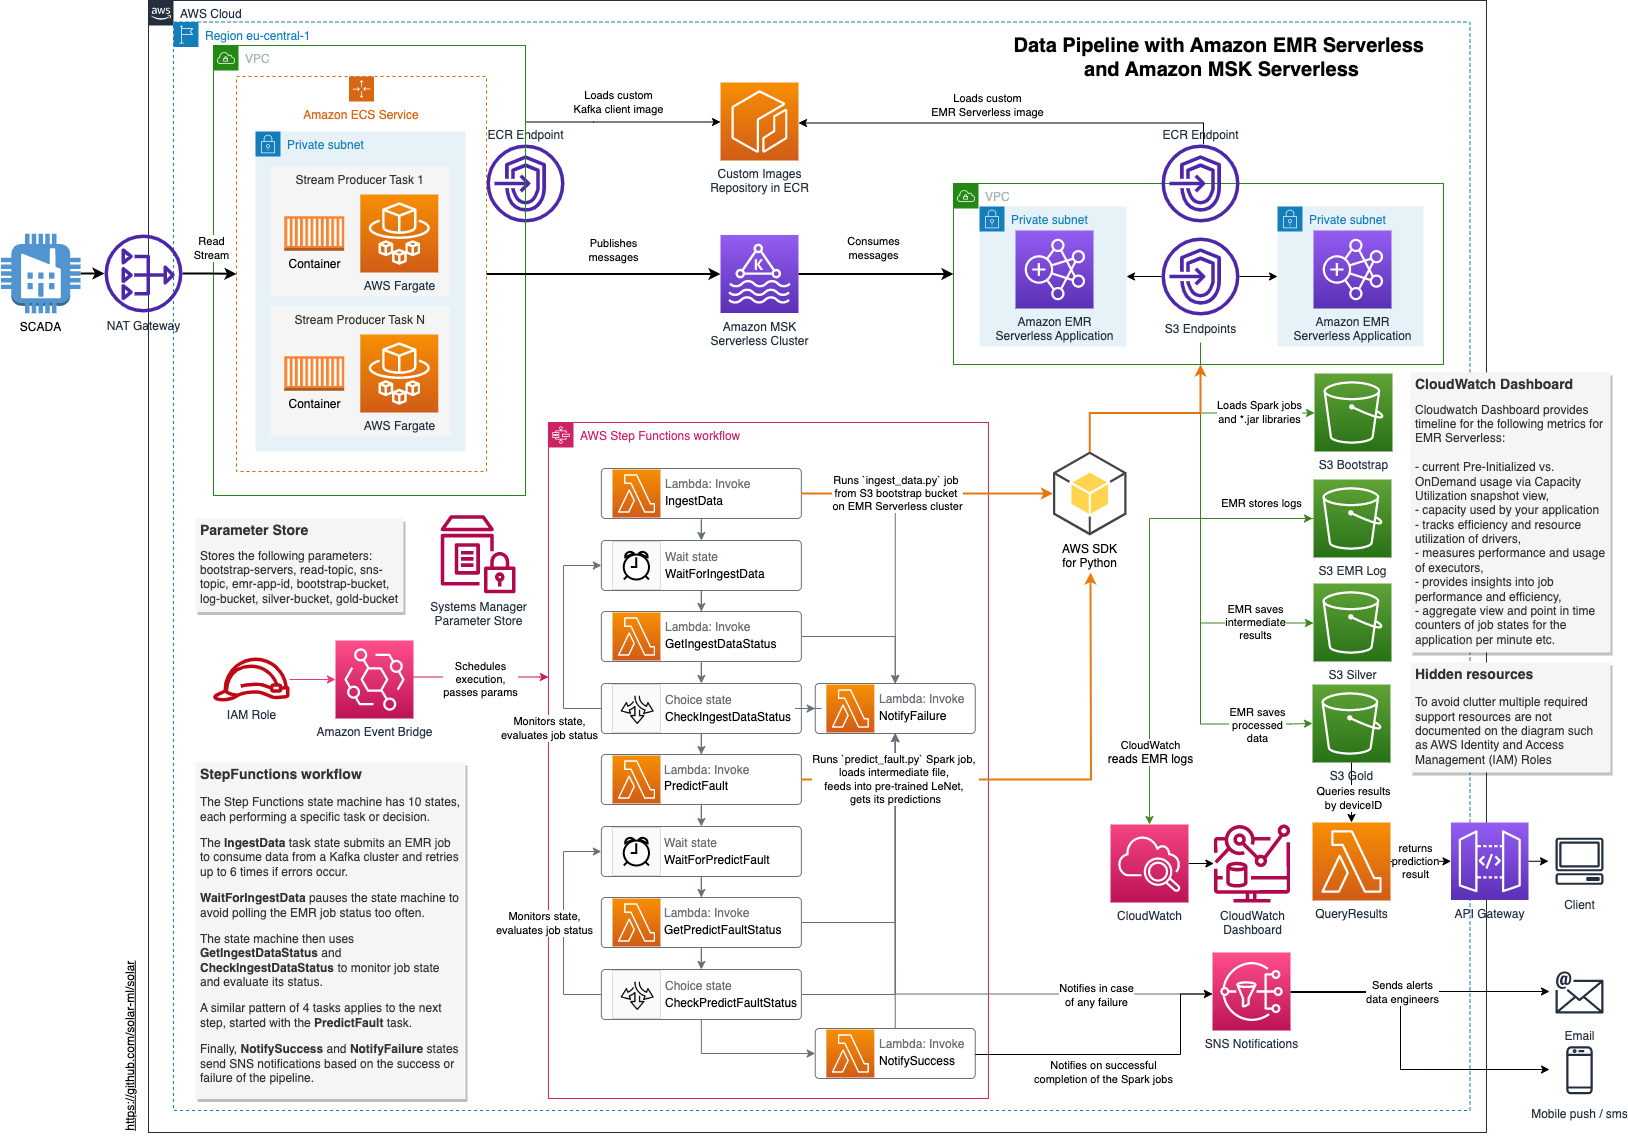 aws
AWS Cloud
Region eu-central-1
VPC
Data Pipeline with Amazon EMR Serverless
and Amazon MSK Serverless
Amazon ECS Service
Private subnet
Stream Producer Task 1
Container
AWS Fargate
Stream Producer Task N
Container
AWS Fargate
ECR Endpoint
Loads custom
Kafka client image
Custom Images
Repository in ECR
Loads custom
EMR Serverless image
ECR Endpoint
SCADA
NAT Gateway
Read
Stream
Publishes
messages
K
Amazon MSK
Serverless Cluster
Consumes
messages
VPC
Private subnet
Amazon EMR
Serverless Application
S3 Endpoints
Private subnet
Amazon EMR
Serverless Application
Loads Spark jobs
and *.jar libraries
S3 Bootstrap
EMR stores logs
S3 EMR Log
EMR saves
intermediate
results
S3 Silver
EMR saves
processed
data
S3 Gold
CloudWatch Dashboard
Cloudwatch Dashboard provides
timeline for the following metrics for
EMR Serverless:
- current Pre-Initialized vs.
OnDemand usage via Capacity
Utilization snapshot view,
- capacity used by your application
- tracks efficiency and resource
utilization of drivers,
- measures performance and usage
of executors,
- provides insights into job
performance and efficiency,
- aggregate view and point in time
counters of job states for the
application per minute etc.
Hidden resources
To avoid clutter multiple required
support resources are not
documented on the diagram such
as AWS Identity and Access
Management (IAM) Roles
Parameter Store
Stores the following parameters:
bootstrap-servers, read-topic, sns-
topic, emr-app-id, bootstrap-bucket,
log-bucket, silver-bucket, gold-bucket
Systems Manager
Parameter Store
IAM Role
Amazon Event Bridge
Schedules
execution,
passes params
StepFunctions workflow
The Step Functions state machine has 10 states,
each performing a specific task or decision.
The IngestData task state submits an EMR job
to consume data from a Kafka cluster and retries
up to 6 times if errors occur.
WaitForIngestData pauses the state machine to
avoid polling the EMR job status too often.
The state machine then uses
GetIngestDataStatus and
CheckIngestDataStatus to monitor job state
and evaluate its status.
A similar pattern of 4 tasks applies to the next
step, started with the PredictFault task.
Finally, NotifySuccess and NotifyFailure states
send SNS notifications based on the success or
failure of the pipeline.
https://github.com/solar-ml/solar
AWS Step Functions workflow
Lambda: Invoke
IngestData
Runs `ingest_data.py` job
from S3 bootstrap bucket
on EMR Serverless cluster
AWS SDK
for Python
Wait state
WaitForIngestData
Lambda: Invoke
GetIngestDataStatus
Choice state
CheckIngestDataStatus
Monitors state,
evaluates job status
Lambda: Invoke
NotifyFailure
Lambda: Invoke
PredictFault
Runs `predict_fault.py` Spark job,
loads intermediate file,
feeds into pre-trained LeNet,
gets its predictions
Wait state
WaitForPredictFault
Lambda: Invoke
GetPredictFaultStatus
Monitors state,
evaluates job status
Choice state
CheckPredictFaultStatus
Lambda: Invoke
NotifySuccess
CloudWatch
reads EMR logs
CloudWatch
CloudWatch
Dashboard
Queries results
by deviceID
QueryResults
returns
prediction
result
API Gateway
Client
Notifies in case
of any failure
Notifies on successful
completion of the Spark jobs
SNS Notifications
Sends alerts
data engineers
@
Email
Mobile push / sms